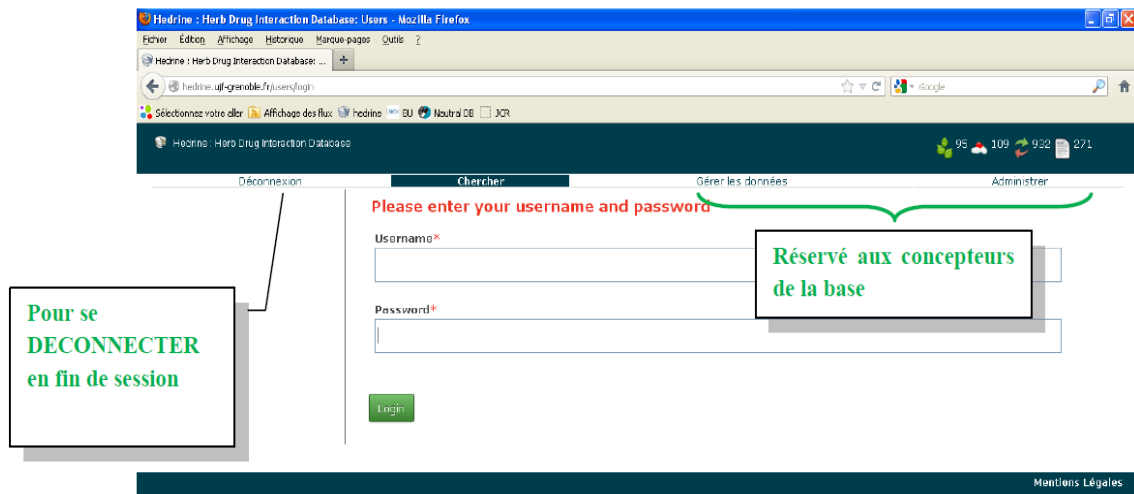 Hedrine : Herb Drug Interaction Database: Users - Mozilla Firefox
Fichier Édition Affichage Historique Marque-pages Outils ?
Hedrine : Herb Drug Interaction Database: ... +
hedrine.ujf-grenoble.fr/users/login
Google
Sélectionnez votre aller Affichage des flux hedrine BU Neutral DB JCR
Hedrine : Herb Drug Interaction Database
95 109 932 271
Déconnexion Chercher Gérer les données Administrer
Please enter your username and password
Username*
Réservé aux concepteurs
de la base
Pour se
DECONNECTER
en fin de session
Password*
Login
Mentions Légales